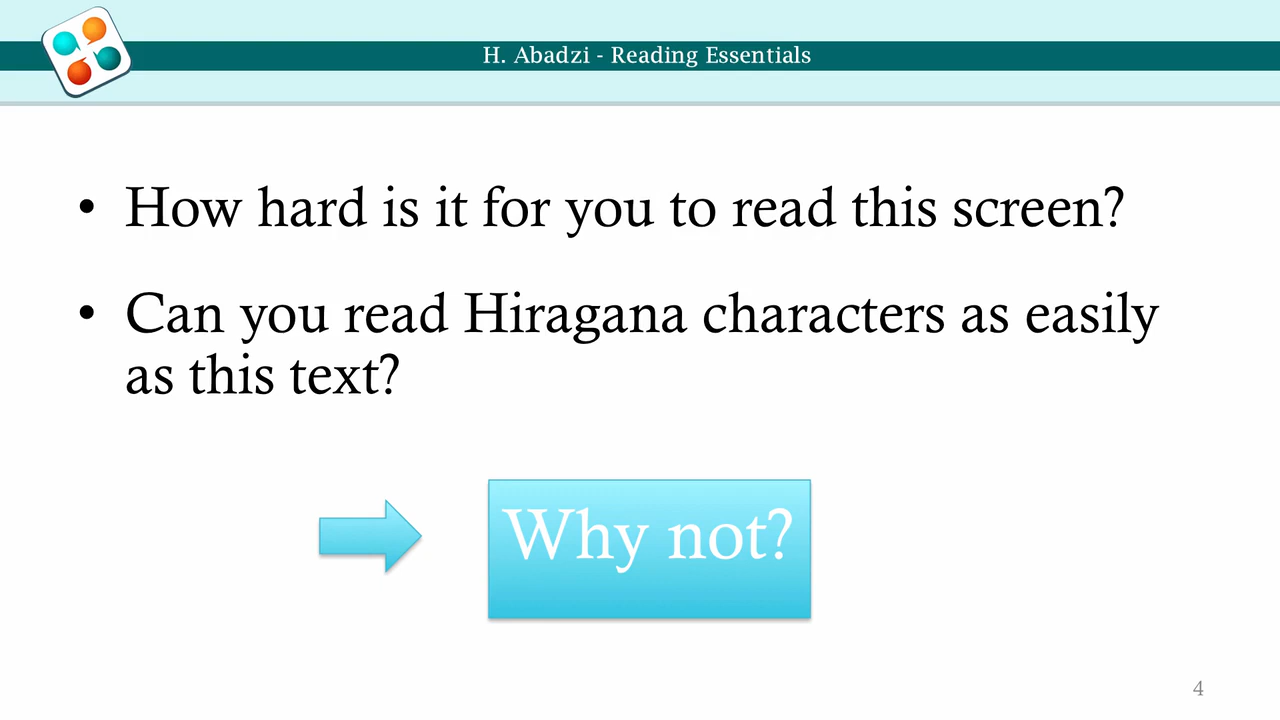 H. Abadzi - Reading Essentials
• How hard is it for you to read this screen?
• Can you read Hiragana characters as easily
as this text?
Why not?
4